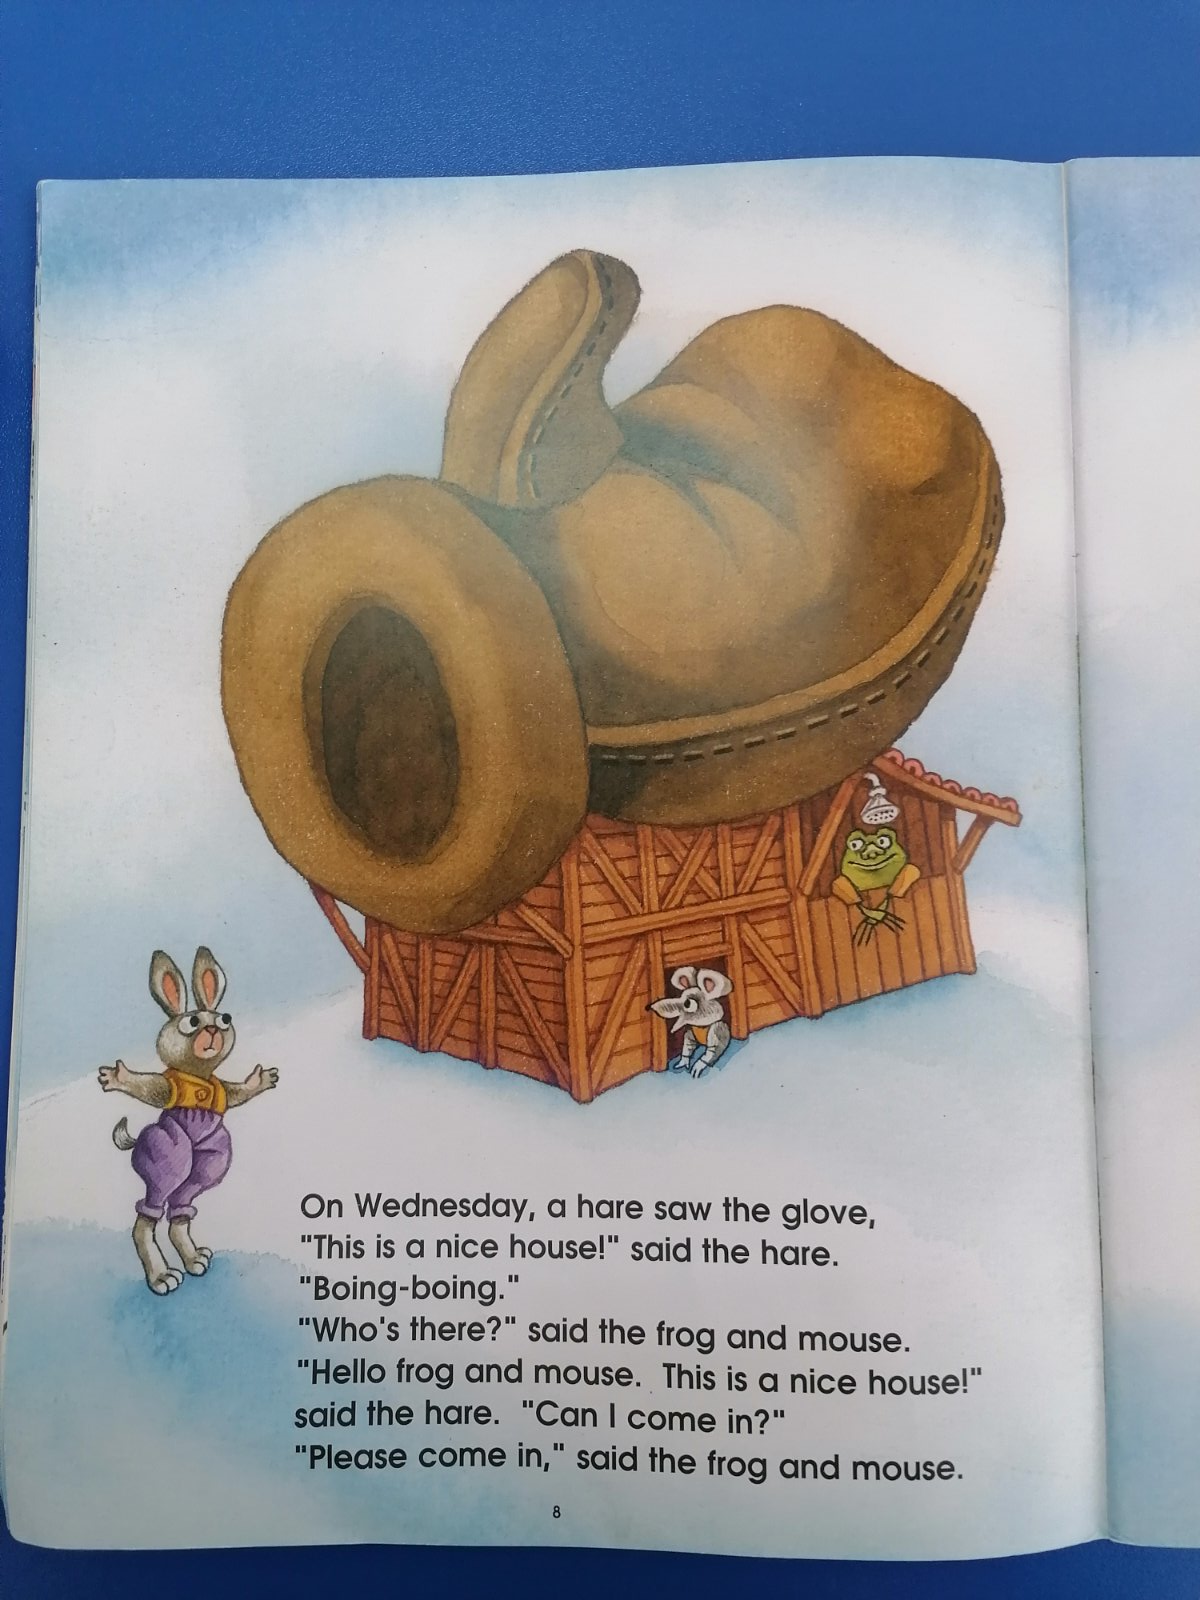 On Wednesday, a hare saw the glove,
"This is a nice house!" said the hare.
"Boing-boing."
"Who's there?" said the frog and mouse.
"Hello frog and mouse. This is a nice house!"
said the hare. "Can I come in?"
"Please come in," said the frog and mouse.
8